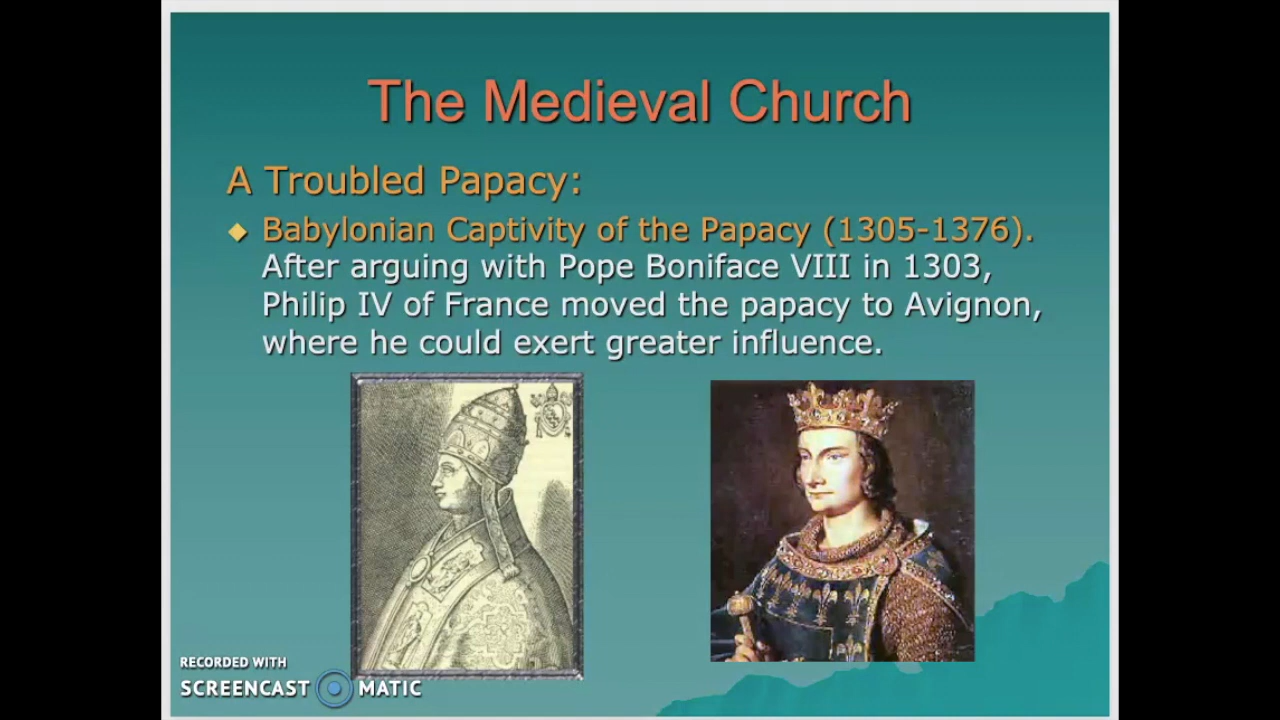 The Medieval Church
A Troubled Papacy:
Babylonian Captivity of the Papacy (1305-1376).
After arguing with Pope Boniface VIII in 1303,
Philip IV of France moved the papacy to Avignon,
where he could exert greater influence.
RECORDED WITH
SCREENCAST MATIC